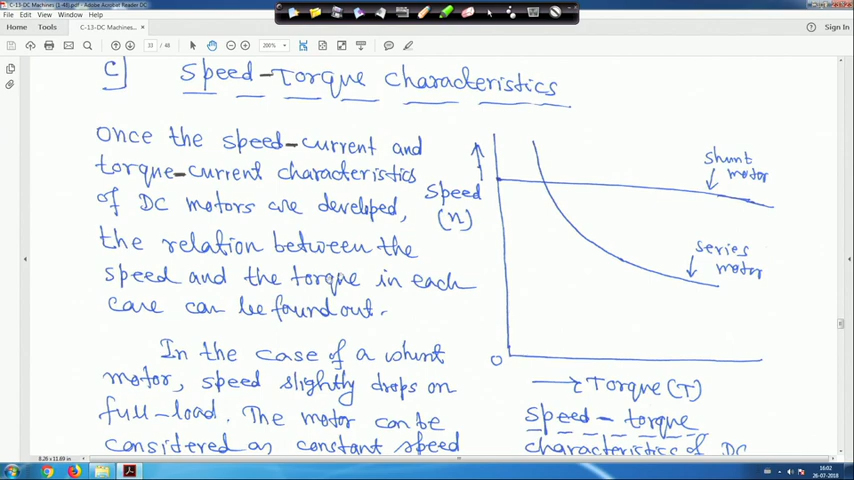 C-13-DC Machines (1-48).pdf - Adobe Acrobat Reader DC
File Edit View Window Help
Home Tools C-13-DC Machines... × Sign In
33 / 48 206%
C] Speed-Torque characteristics
Once the speed-current and
torque-current characteristics
of DC motors are developed,
the relation between the
speed and the torque in each
case can be found out.
In the case of a shunt
motor, speed slightly drops on
full-load. The motor can be
considered as constant speed
Speed
(n)
shunt
motor
series
motor
0
Torque (T)
Speed - torque
characteristics of DC
8.26 x 11.69 in
16:02
26-07-2018